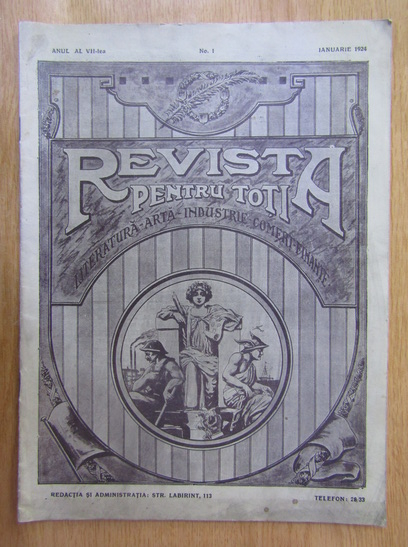 ANUL AL VII-lea No. 1 IANUARIE 1924
REVISTA
PENTRU TOȚI
LITERATURĂ-ARTA-INDUSTRIE-COMERȚ-FINANȚE
REDACȚIA ȘI ADMINISTRAȚIA: STR. LABIRINT, 113 TELEFON: 28/33